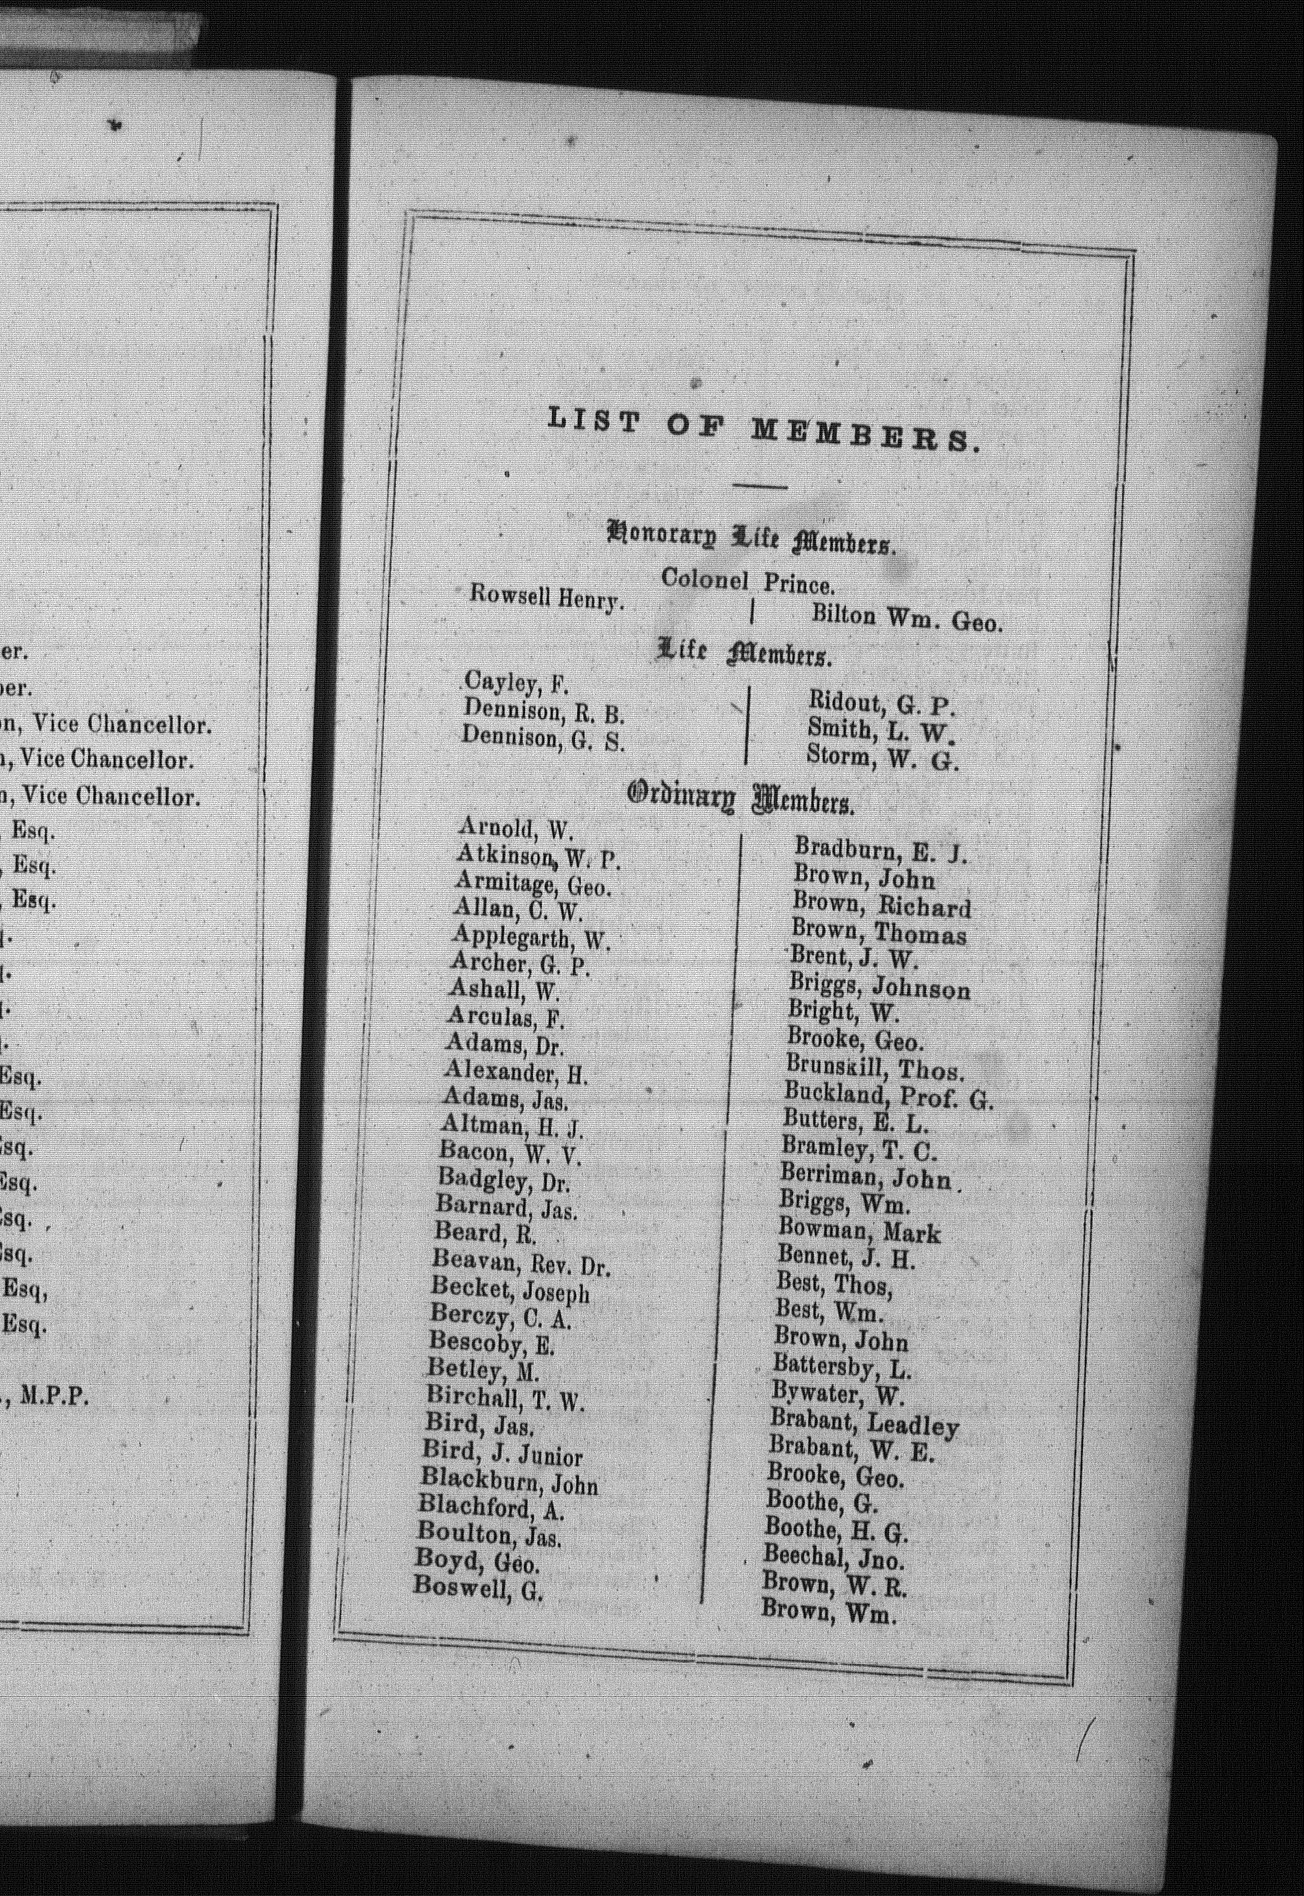 er.
er.
n, Vice Chancellor.
, Vice Chancellor.
n, Vice Chancellor.
, Esq.
, Esq.
, Esq.
Esq.
Esq.
sq.
Esq.
sq.
sq.
Esq,
Esq.
., M.P.P.
LIST OF MEMBERS.
Honorary Life Members.
Colonel Prince.
Rowsell Henry.
Bilton Wm. Geo.
Life Members.
Cayley, F.
Dennison, R. B.
Dennison, G. S.
Ridout, G. P.
Smith, L. W.
Storm, W. G.
Ordinary Members.
Arnold, W.
Atkinson, W. P.
Armitage, Geo.
Allan, C. W.
Applegarth, W.
Archer, G. P.
Ashall, W.
Arculas, F.
Adams, Dr.
Alexander, H.
Adams, Jas.
Altman, H. J.
Bacon, W. V.
Badgley, Dr.
Barnard, Jas.
Beard, R.
Beavan, Rev. Dr.
Becket, Joseph
Berczy, C. A.
Bescoby, E.
Betley, M.
Birchall, T. W.
Bird, Jas.
Bird, J. Junior
Blackburn, John
Blachford, A.
Boulton, Jas.
Boyd, Geo.
Boswell, G.
Bradburn, E. J.
Brown, John
Brown, Richard
Brown, Thomas
Brent, J. W.
Briggs, Johnson
Bright, W.
Brooke, Geo.
Brunskill, Thos.
Buckland, Prof. G.
Butters, E. L.
Bramley, T. C.
Berriman, John.
Briggs, Wm.
Bowman, Mark
Bennet, J. H.
Best, Thos,
Best, Wm.
Brown, John
Battersby, L.
Bywater, W.
Brabant, Leadley
Brabant, W. E.
Brooke, Geo.
Boothe, G.
Boothe, H. G.
Beechal, Jno.
Brown, W. R.
Brown, Wm.